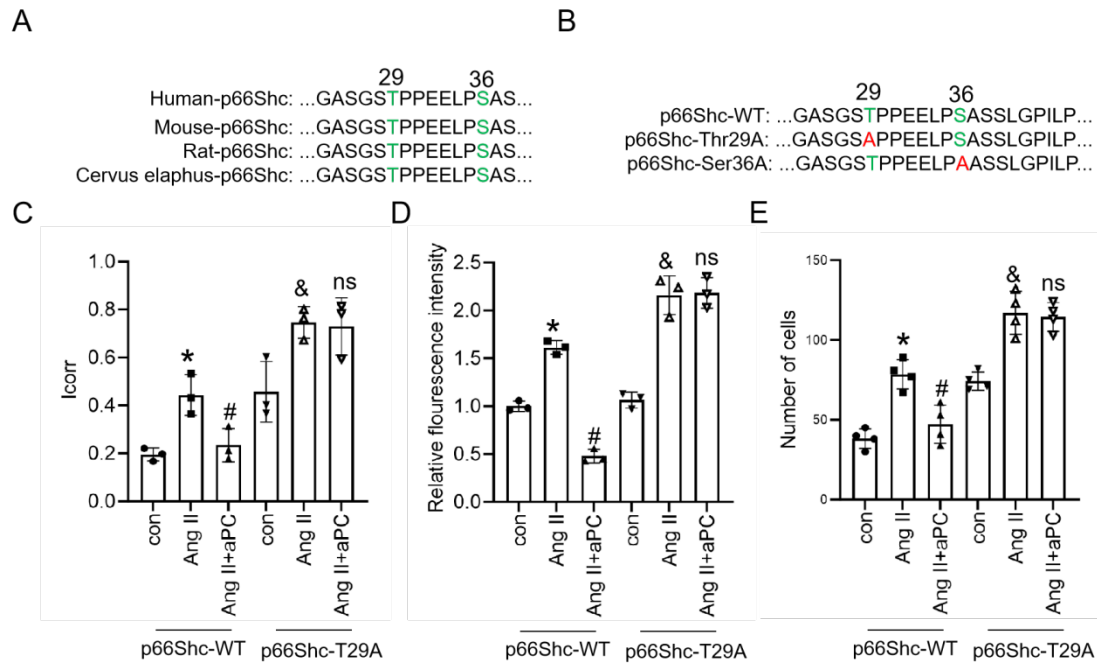 A
29 36
Human-p66Shc: ...GASGSTPPEELPSAS...
Mouse-p66Shc: ...GASGSTPPEELPSAS...
Rat-p66Shc: ...GASGSTPPEELPSAS...
Cervus elaphus-p66Shc: ...GASGSTPPEELPSAS...
B
29 36
p66Shc-WT: ...GASGSTPPEELPSASSLGPILP...
p66Shc-Thr29A: ...GASGSAPPEELPSASSLGPILP...
p66Shc-Ser36A: ...GASGSTPPEELPAASSLGPILP...
C
Icorr
1.0
0.8
0.6
0.4
0.2
0.0
*
#
&
ns
con
Ang II
Ang II+aPC
con
Ang II
Ang II+aPC
p66Shc-WT
p66Shc-T29A
D
Relative flourescence intensity
2.5
2.0
1.5
1.0
0.5
0.0
*
#
&
ns
con
Ang II
Ang II+aPC
con
Ang II
Ang II+aPC
p66Shc-WT
p66Shc-T29A
E
Number of cells
150
100
50
0
*
#
&
ns
con
Ang II
Ang II+aPC
con
Ang II
Ang II+aPC
p66Shc-WT
p66Shc-T29A